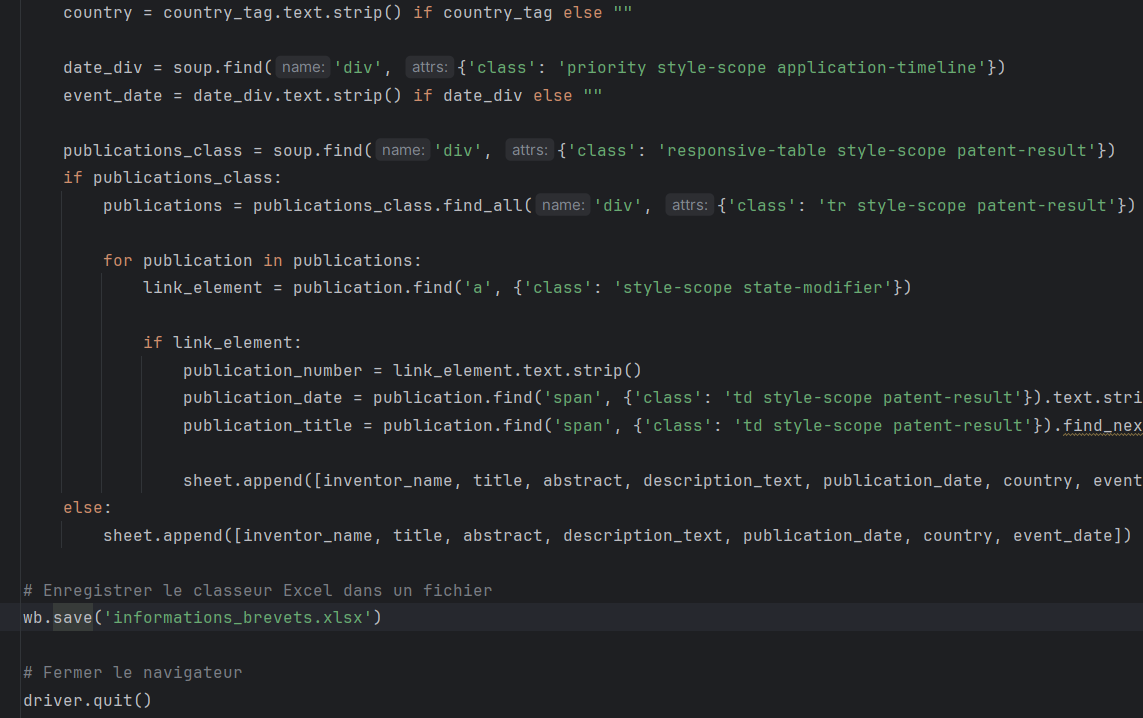 country = country_tag.text.strip() if country_tag else ""
date_div = soup.find( name: 'div', attrs: {'class': 'priority style-scope application-timeline'})
event_date = date_div.text.strip() if date_div else ""
publications_class = soup.find( name: 'div', attrs: {'class': 'responsive-table style-scope patent-result'})
if publications_class:
publications = publications_class.find_all( name: 'div', attrs: {'class': 'tr style-scope patent-result'})
for publication in publications:
link_element = publication.find('a', {'class': 'style-scope state-modifier'})
if link_element:
publication_number = link_element.text.strip()
publication_date = publication.find('span', {'class': 'td style-scope patent-result'}).text.stri
publication_title = publication.find('span', {'class': 'td style-scope patent-result'}).find_nex
sheet.append([inventor_name, title, abstract, description_text, publication_date, country, event
else:
sheet.append([inventor_name, title, abstract, description_text, publication_date, country, event_date])
# Enregistrer le classeur Excel dans un fichier
wb.save('informations_brevets.xlsx')
# Fermer le navigateur
driver.quit()